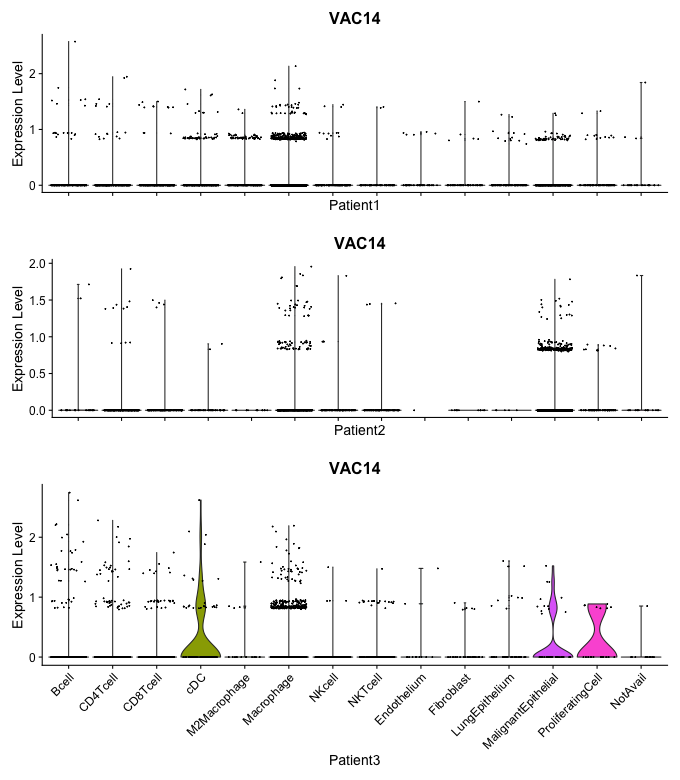 VAC14
Expression Level
2
1
0
Patient1
VAC14
Expression Level
2.0
1.5
1.0
0.5
0.0
Patient2
VAC14
Expression Level
2
1
0
Bcell
CD4Tcell
CD8Tcell
cDC
M2Macrophage
Macrophage
NKcell
NKTcell
Endothelium
Fibroblast
LungEpithelium
MalignantEpithelial
ProliferatingCell
NotAvail
Patient3